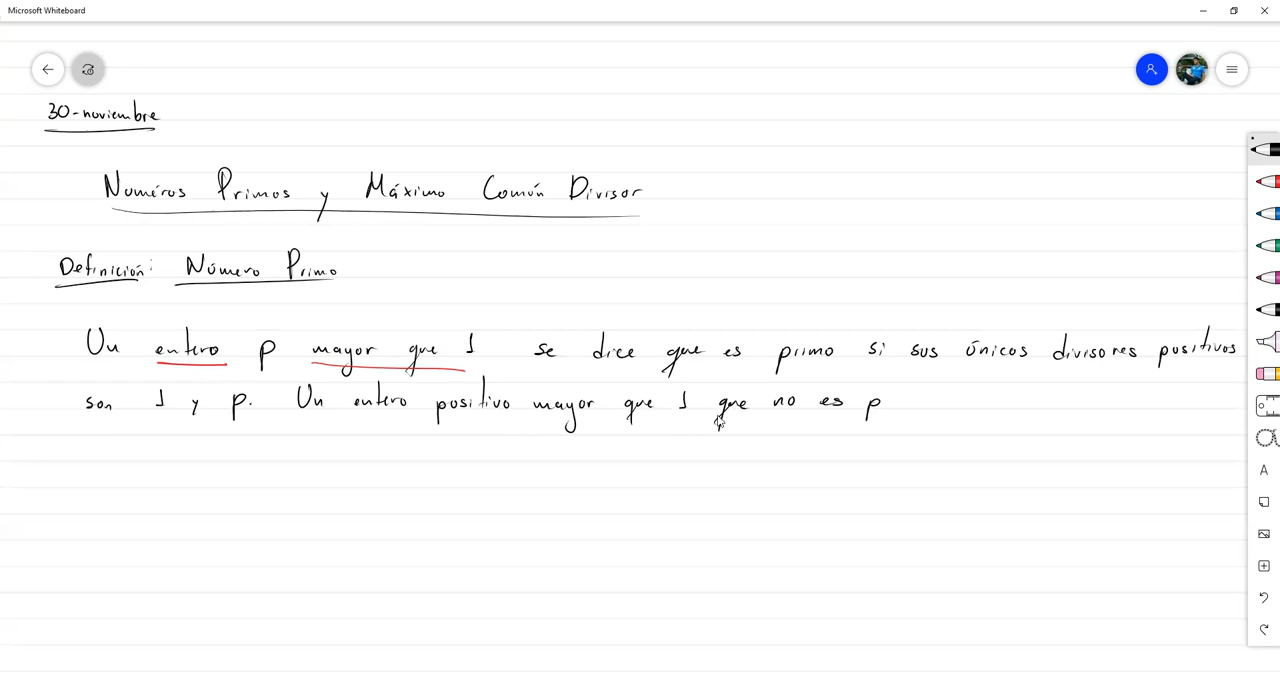 Microsoft Whiteboard
30-noviembre
Numéros Primos y Máximo Común Divisor
Definición: Número Primo
Un entero p mayor que 1 se dice que es primo si sus únicos divisores positivos
son 1 y p. Un entero positivo mayor que 1 que no es p
A